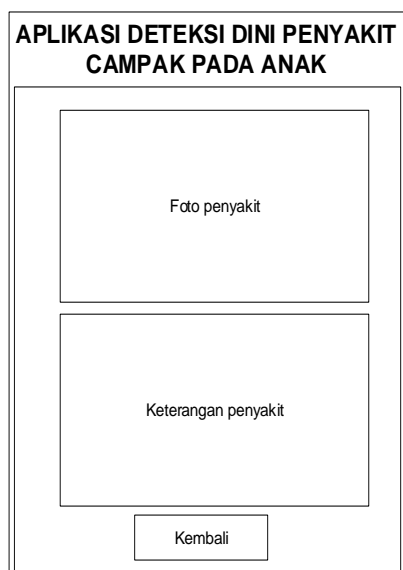 APLIKASI DETEKSI DINI PENYAKIT
CAMPAK PADA ANAK
Foto penyakit
Keterangan penyakit
Kembali